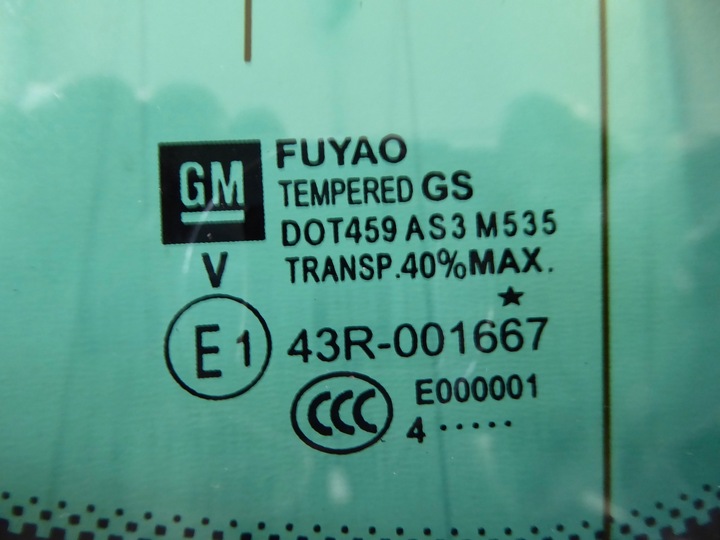 GM
FUYAO
TEMPERED GS
DOT459 AS3 M535
V
TRANSP.40%MAX.
E1
43R-001667
CCC
E000001
4 .....